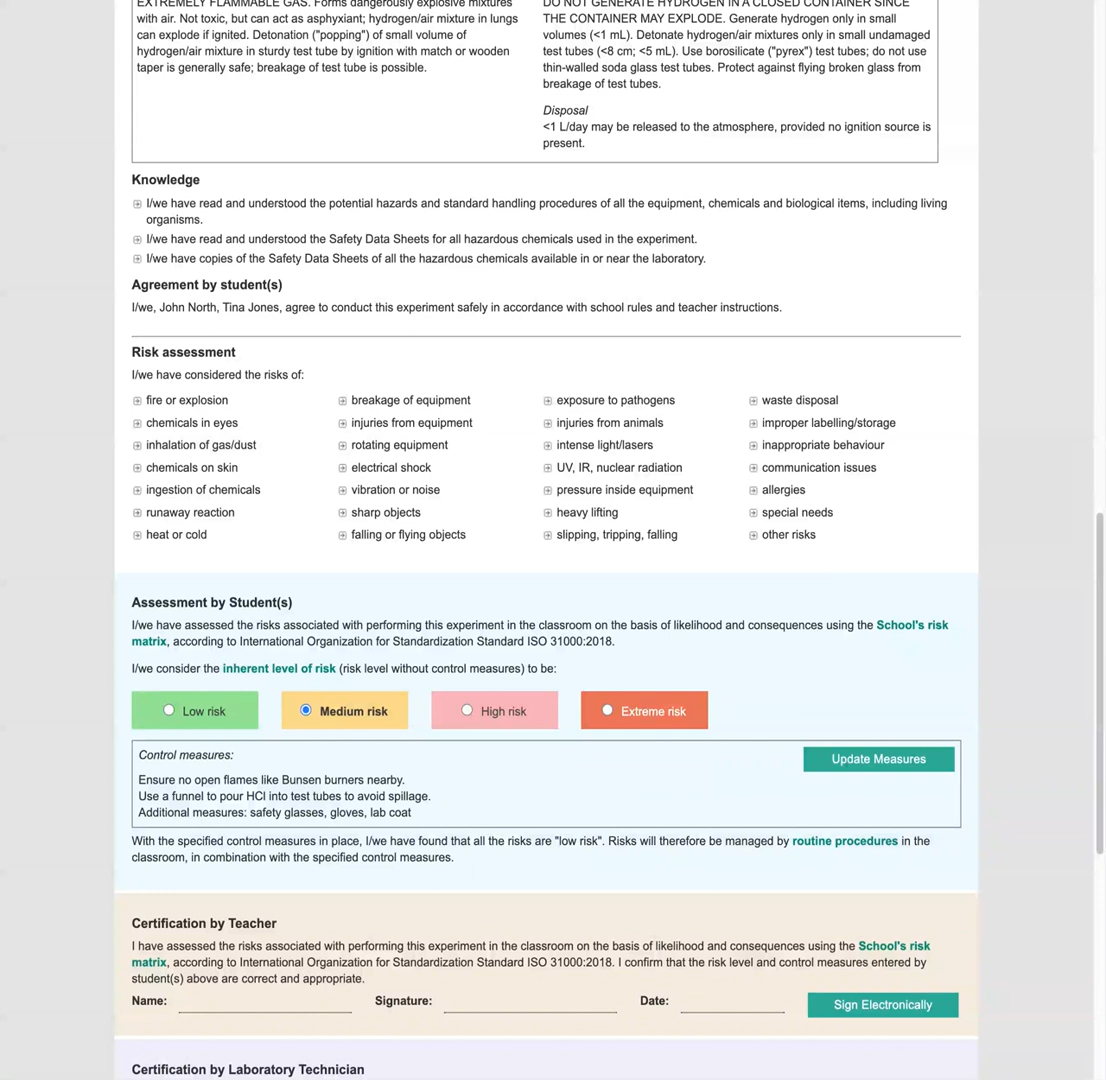 EXTREMELY FLAMMABLE GAS. Forms dangerously explosive mixtures
with air. Not toxic, but can act as asphyxiant; hydrogen/air mixture in lungs
can explode if ignited. Detonation ("popping") of small volume of
hydrogen/air mixture in sturdy test tube by ignition with match or wooden
taper is generally safe; breakage of test tube is possible.
DO NOT GENERATE HYDROGEN IN A CLOSED CONTAINER SINCE
THE CONTAINER MAY EXPLODE. Generate hydrogen only in small
volumes (<1 mL). Detonate hydrogen/air mixtures only in small undamaged
test tubes (<8 cm; <5 mL). Use borosilicate ("pyrex") test tubes; do not use
thin-walled soda glass test tubes. Protect against flying broken glass from
breakage of test tubes.
Disposal
<1 L/day may be released to the atmosphere, provided no ignition source is
present.
Knowledge
I/we have read and understood the potential hazards and standard handling procedures of all the equipment, chemicals and biological items, including living
organisms.
I/we have read and understood the Safety Data Sheets for all hazardous chemicals used in the experiment.
I/we have copies of the Safety Data Sheets of all the hazardous chemicals available in or near the laboratory.
Agreement by student(s)
I/we, John North, Tina Jones, agree to conduct this experiment safely in accordance with school rules and teacher instructions.
Risk assessment
I/we have considered the risks of:
fire or explosion
chemicals in eyes
inhalation of gas/dust
chemicals on skin
ingestion of chemicals
runaway reaction
heat or cold
breakage of equipment
injuries from equipment
rotating equipment
electrical shock
vibration or noise
sharp objects
falling or flying objects
exposure to pathogens
injuries from animals
intense light/lasers
UV, IR, nuclear radiation
pressure inside equipment
heavy lifting
slipping, tripping, falling
waste disposal
improper labelling/storage
inappropriate behaviour
communication issues
allergies
special needs
other risks
Assessment by Student(s)
I/we have assessed the risks associated with performing this experiment in the classroom on the basis of likelihood and consequences using the School's risk
matrix, according to International Organization for Standardization Standard ISO 31000:2018.
I/we consider the inherent level of risk (risk level without control measures) to be:
Low risk
Medium risk
High risk
Extreme risk
Control measures:
Update Measures
Ensure no open flames like Bunsen burners nearby.
Use a funnel to pour HCl into test tubes to avoid spillage.
Additional measures: safety glasses, gloves, lab coat
With the specified control measures in place, I/we have found that all the risks are "low risk". Risks will therefore be managed by routine procedures in the
classroom, in combination with the specified control measures.
Certification by Teacher
I have assessed the risks associated with performing this experiment in the classroom on the basis of likelihood and consequences using the School's risk
matrix, according to International Organization for Standardization Standard ISO 31000:2018. I confirm that the risk level and control measures entered by
student(s) above are correct and appropriate.
Name:
Signature:
Date:
Sign Electronically
Certification by Laboratory Technician